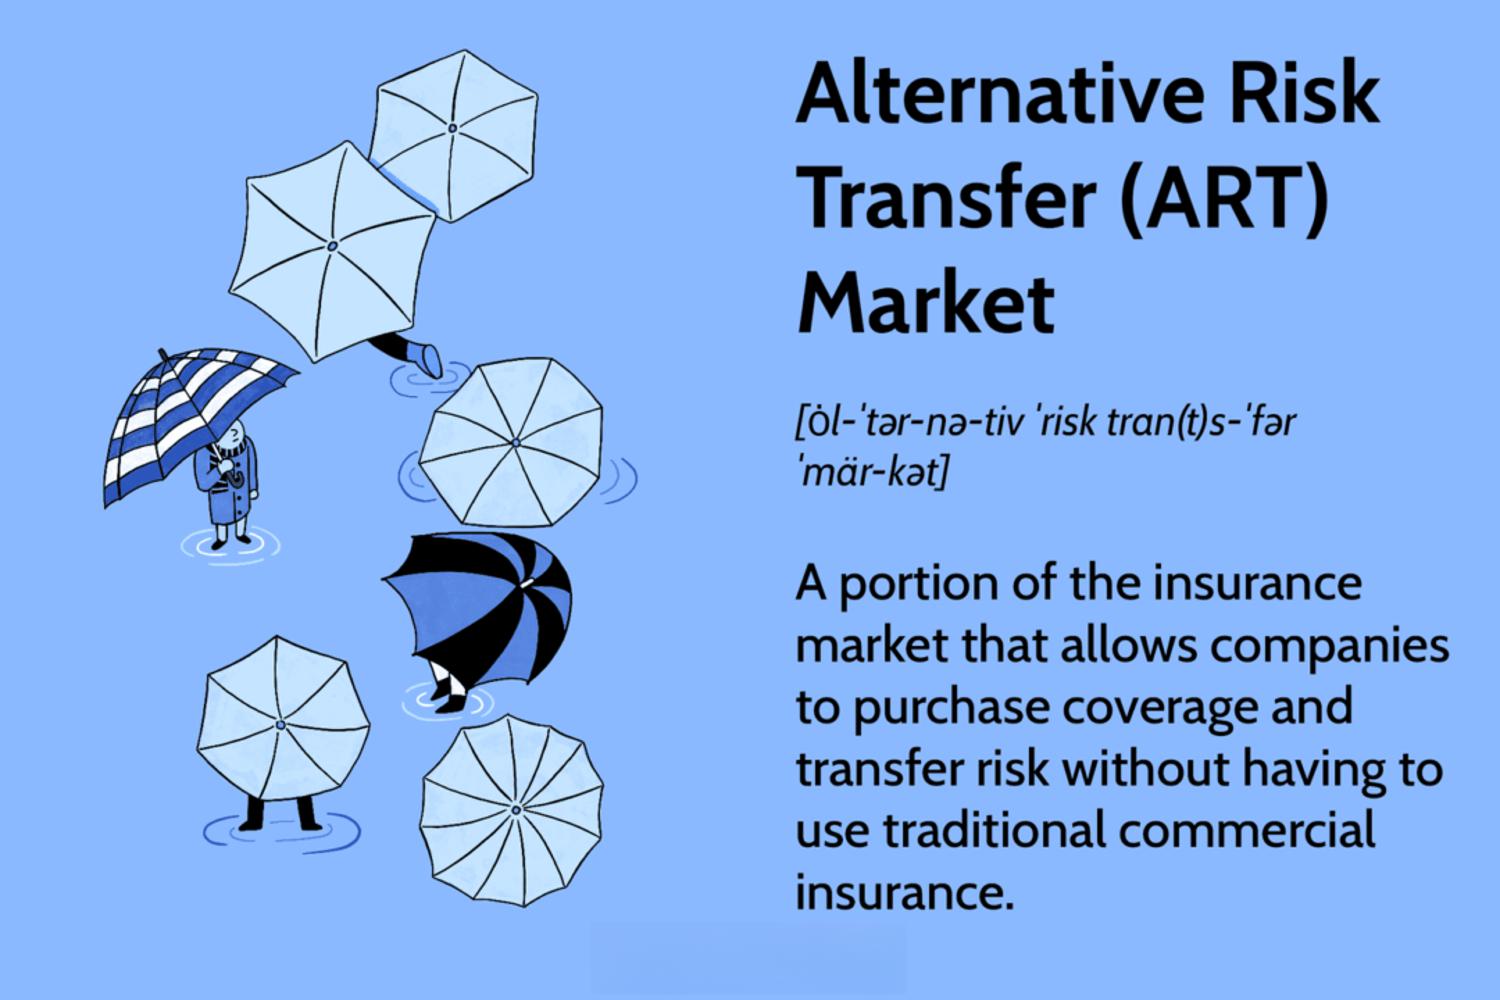 Alternative Risk
Transfer (ART)
Market
[ȯl-ˈtər-nə-tiv ˈrisk tran(t)s-ˈfər
ˈmär-kət]
A portion of the insurance
market that allows companies
to purchase coverage and
transfer risk without having to
use traditional commercial
insurance.